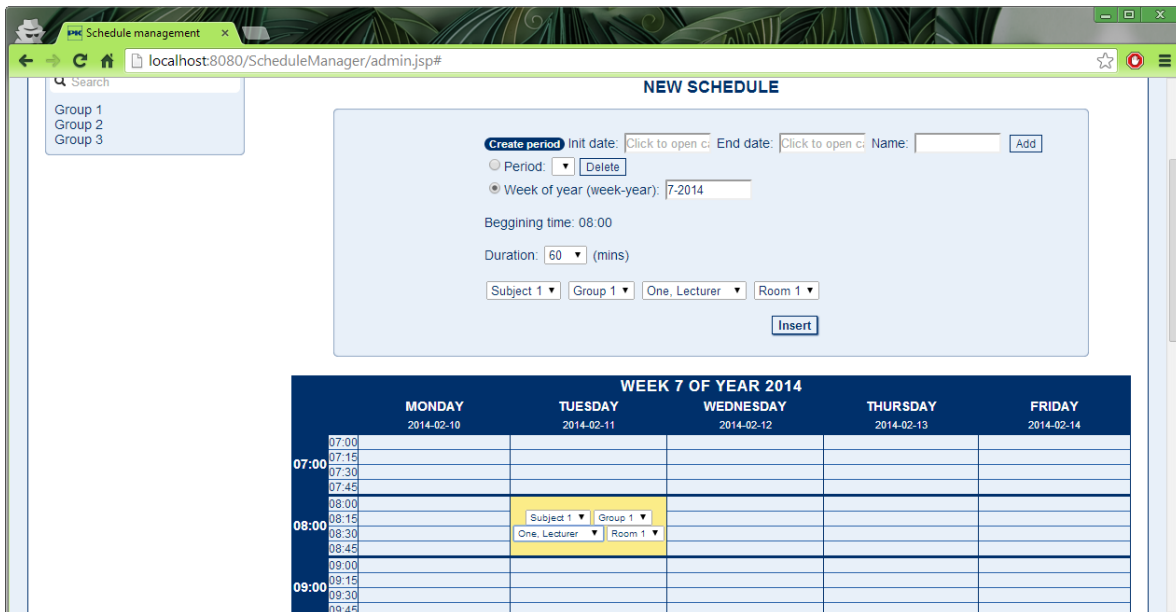 PK Schedule management x
localhost:8080/ScheduleManager/admin.jsp#
Search
Group 1
Group 2
Group 3
NEW SCHEDULE
Create period Init date: Click to open c End date: Click to open c Name: Add
Period: Delete
Week of year (week-year): 7-2014
Beggining time: 08:00
Duration: 60 (mins)
Subject 1 Group 1 One, Lecturer Room 1
Insert
WEEK 7 OF YEAR 2014
MONDAY TUESDAY WEDNESDAY THURSDAY FRIDAY
2014-02-10 2014-02-11 2014-02-12 2014-02-13 2014-02-14
07:00
07:00
07:15
07:30
07:45
08:00
08:00
08:15 Subject 1 Group 1
08:30 One, Lecturer Room 1
08:45
09:00
09:00
09:15
09:30
09:45